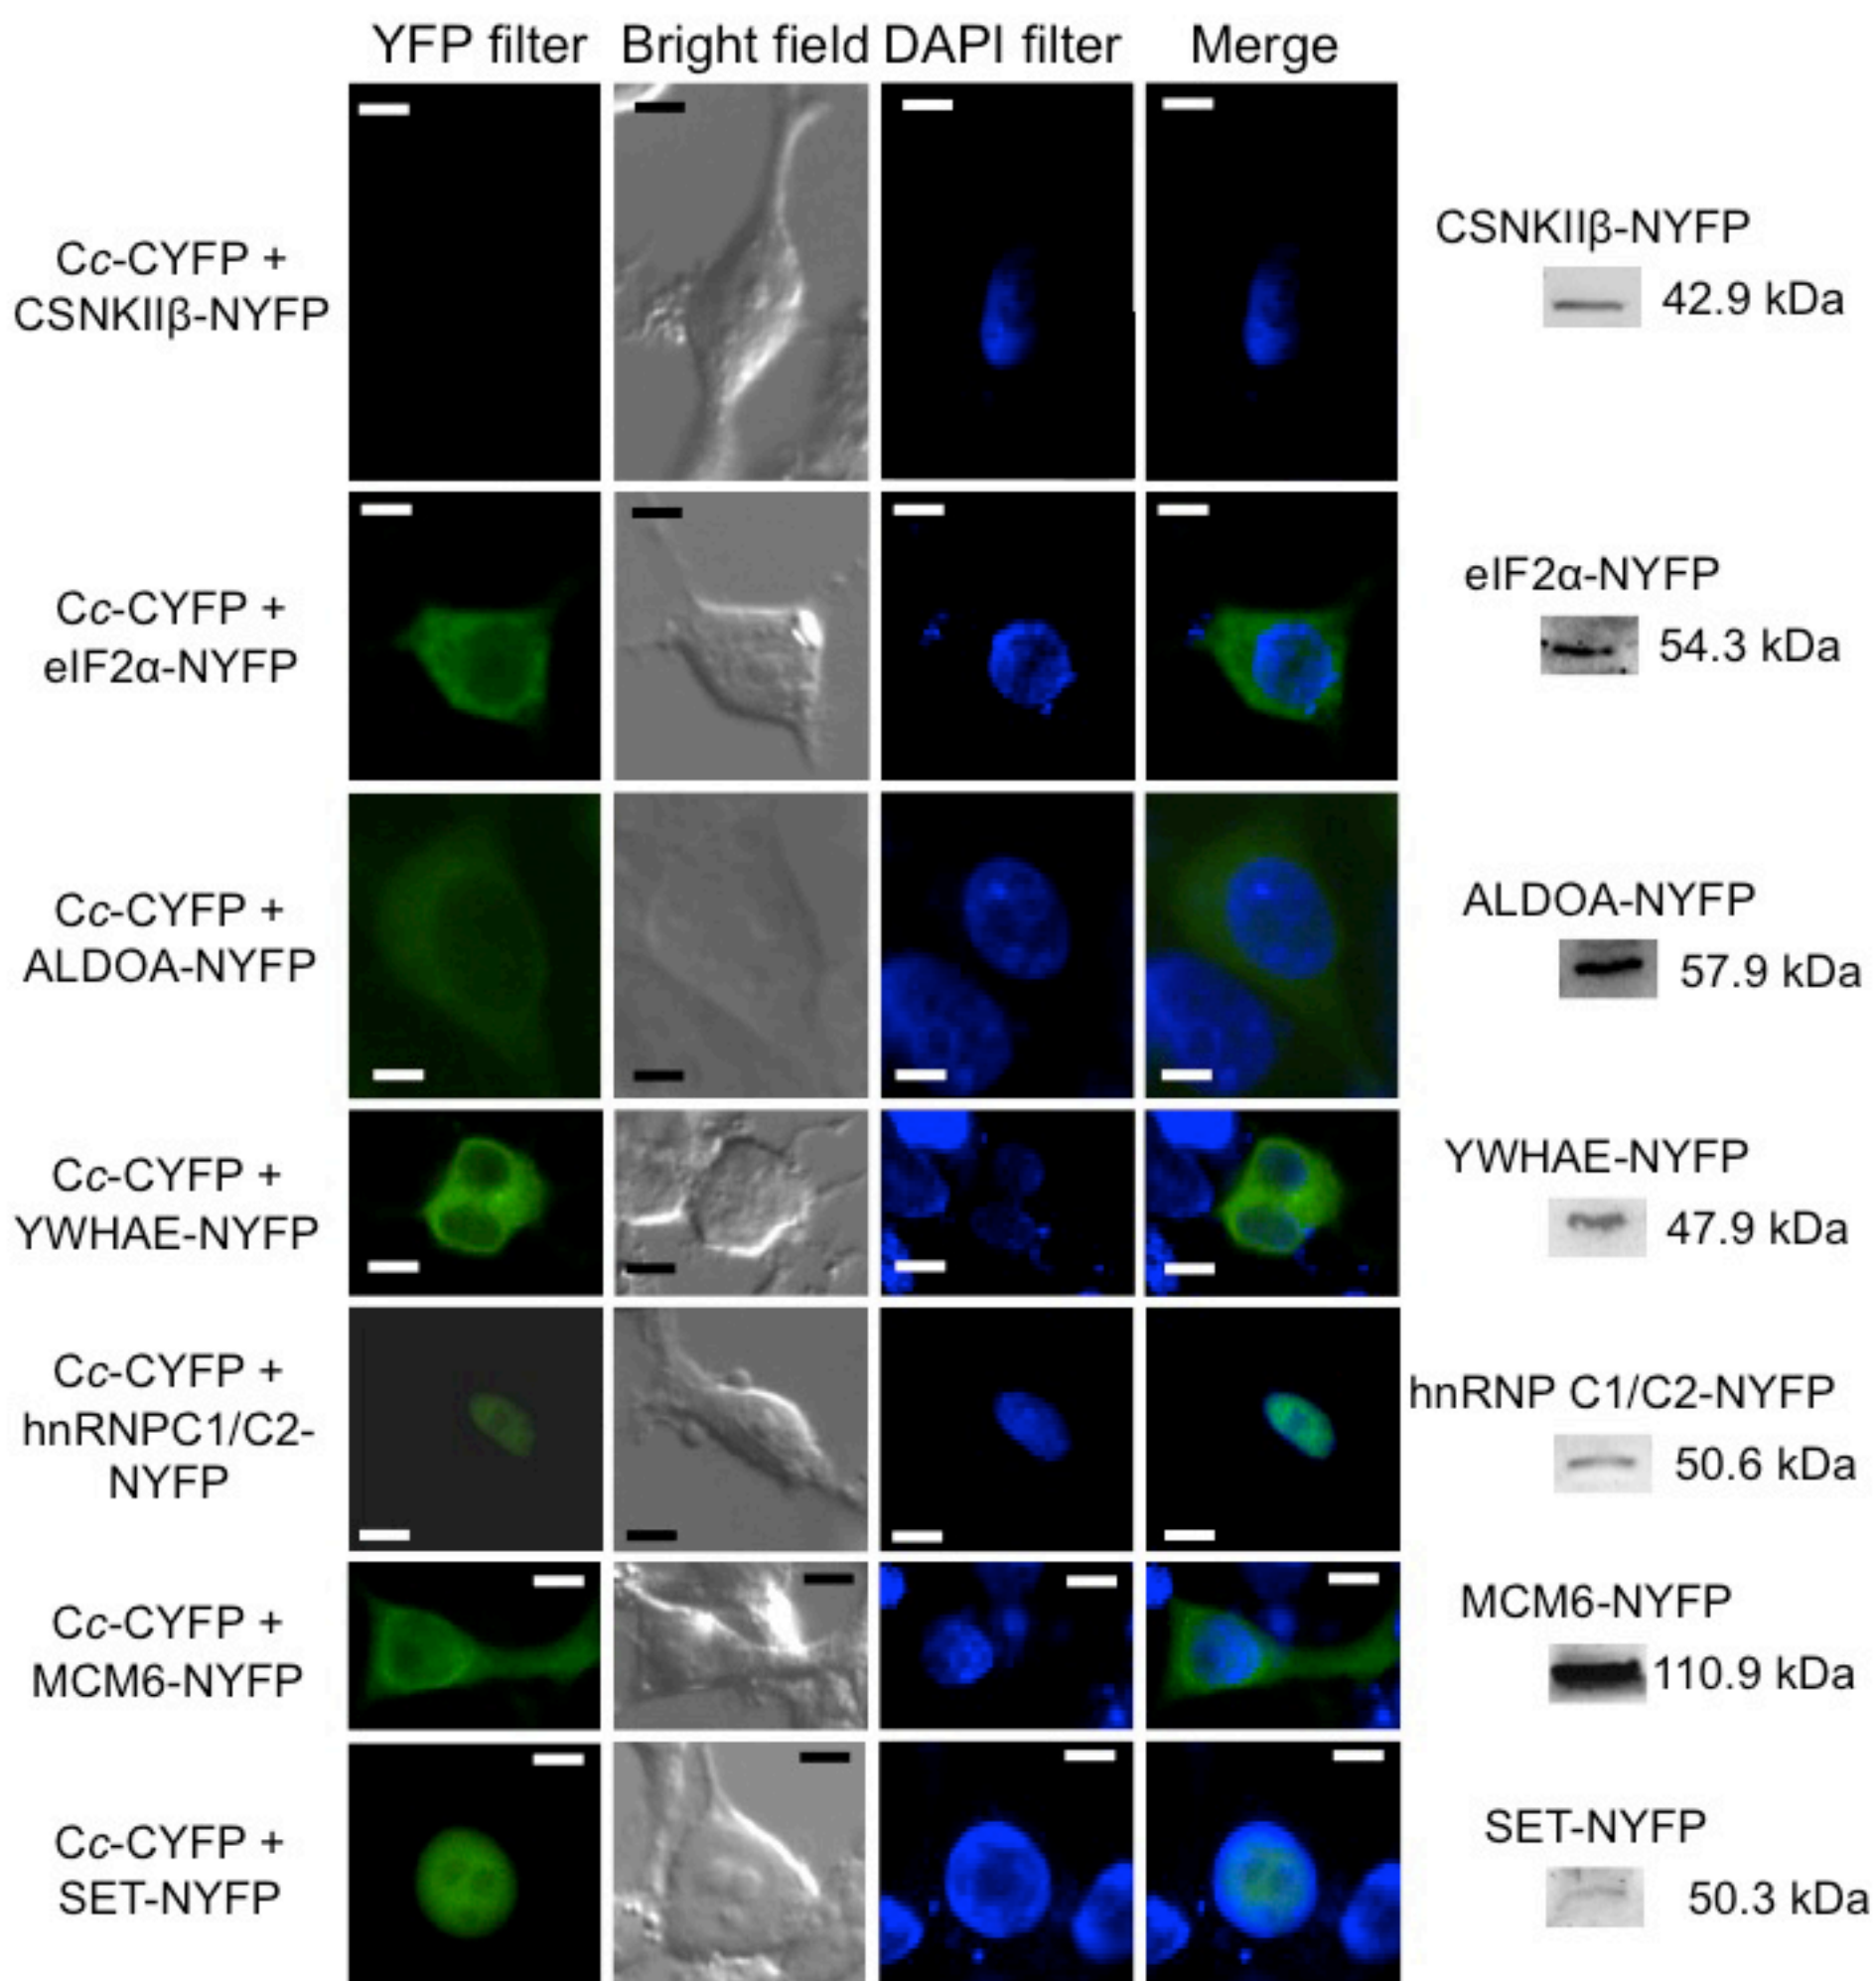 YFP filter Bright field DAPI filter Merge
Cc-CYFP +
CSNKIIβ-NYFP
CSNKIIβ-NYFP
42.9 kDa
Cc-CYFP +
eIF2α-NYFP
eIF2α-NYFP
54.3 kDa
Cc-CYFP +
ALDOA-NYFP
ALDOA-NYFP
57.9 kDa
Cc-CYFP +
YWHAE-NYFP
YWHAE-NYFP
47.9 kDa
Cc-CYFP +
hnRNPC1/C2-
NYFP
hnRNP C1/C2-NYFP
50.6 kDa
Cc-CYFP +
MCM6-NYFP
MCM6-NYFP
110.9 kDa
Cc-CYFP +
SET-NYFP
SET-NYFP
50.3 kDa